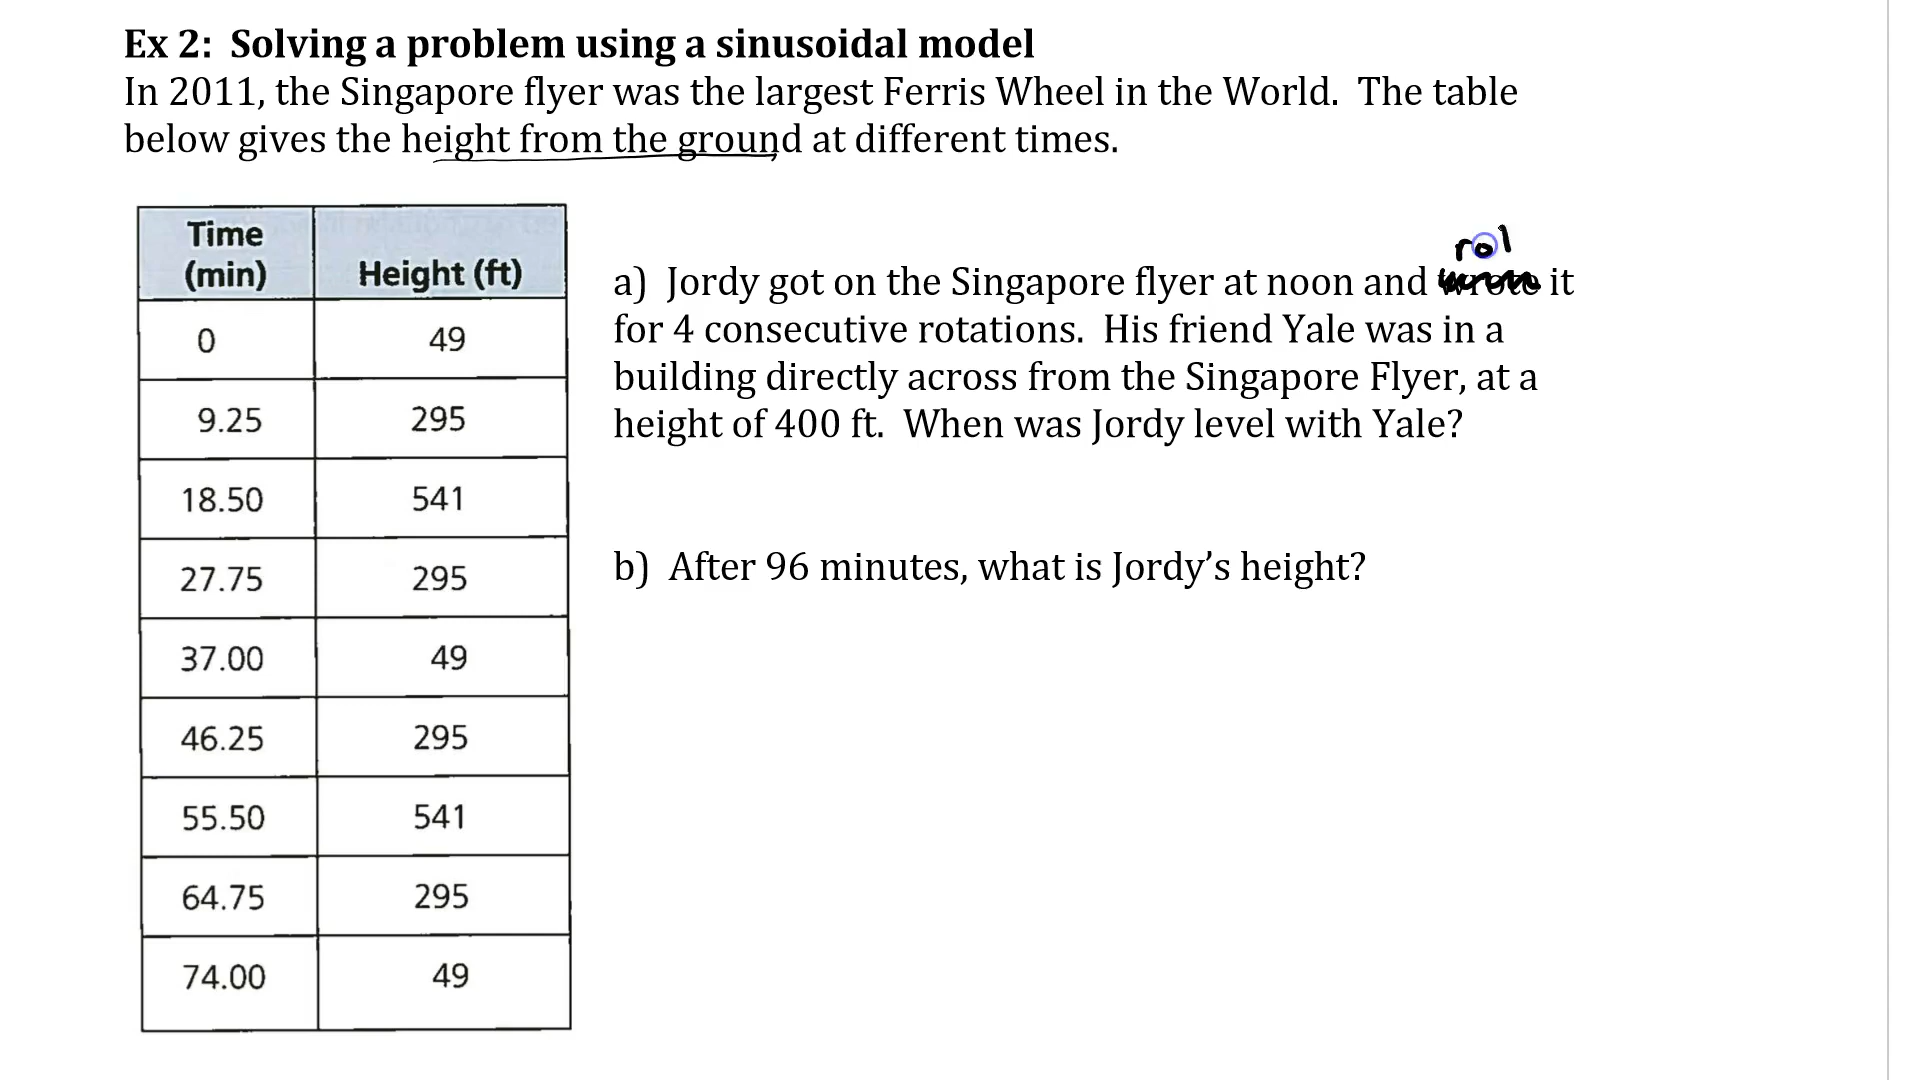 Ex 2: Solving a problem using a sinusoidal model
In 2011, the Singapore flyer was the largest Ferris Wheel in the World. The table
below gives the height from the ground at different times.
Time
(min) Height (ft)
0 49
9.25 295
18.50 541
27.75 295
37.00 49
46.25 295
55.50 541
64.75 295
74.00 49
rol
a) Jordy got on the Singapore flyer at noon and wrote it
for 4 consecutive rotations. His friend Yale was in a
building directly across from the Singapore Flyer, at a
height of 400 ft. When was Jordy level with Yale?
b) After 96 minutes, what is Jordy’s height?